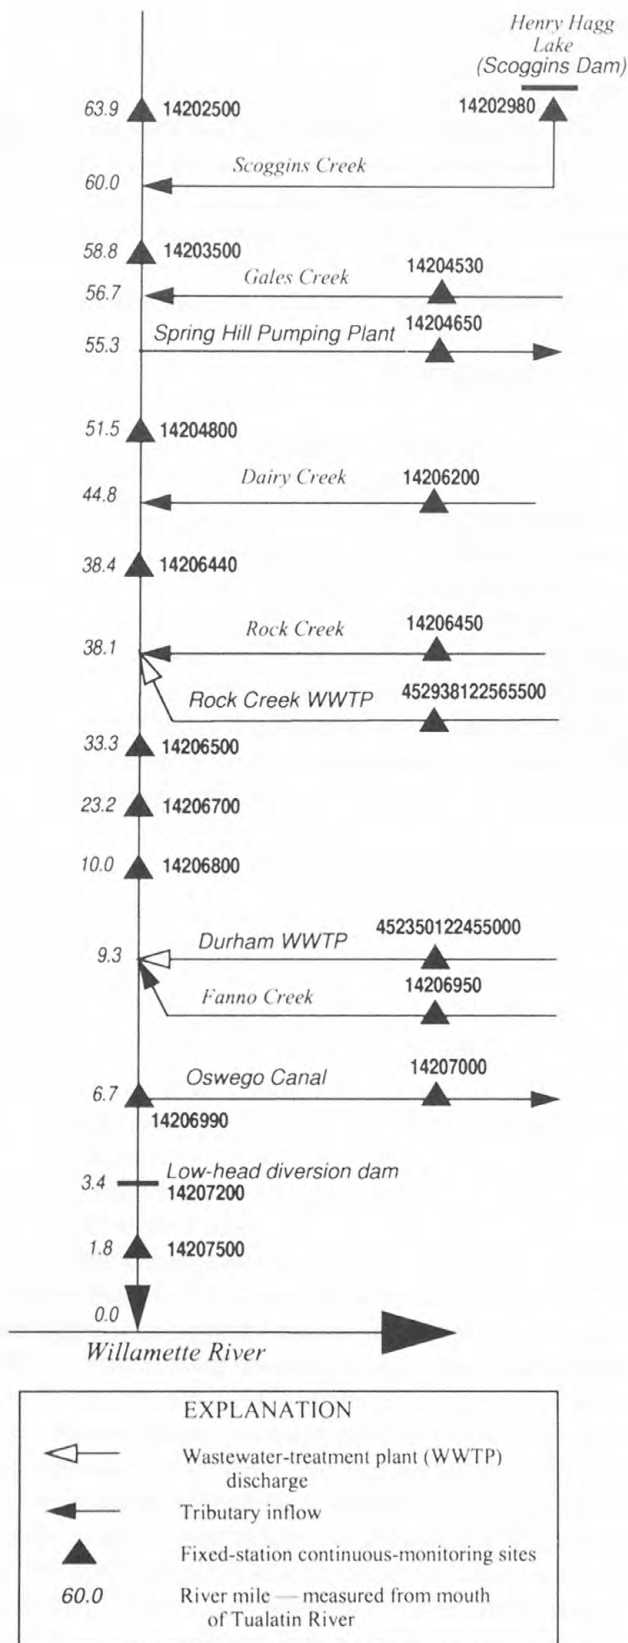 Henry Hagg
Lake
(Scoggins Dam)
63.9 14202500 14202980
Scoggins Creek
60.0
58.8 14203500
14204530
Gales Creek
56.7
14204650
Spring Hill Pumping Plant
55.3
51.5 14204800
Dairy Creek 14206200
44.8
38.4 14206440
Rock Creek 14206450
38.1
Rock Creek WWTP 452938122565500
33.3 14206500
23.2 14206700
10.0 14206800
452350122455000
Durham WWTP
9.3
14206950
Fanno Creek
14207000
Oswego Canal
6.7
14206990
Low-head diversion dam
3.4 14207200
1.8 14207500
0.0
Willamette River
EXPLANATION
Wastewater-treatment plant (WWTP)
discharge
Tributary inflow
Fixed-station continuous-monitoring sites
60.0 River mile — measured from mouth
of Tualatin River